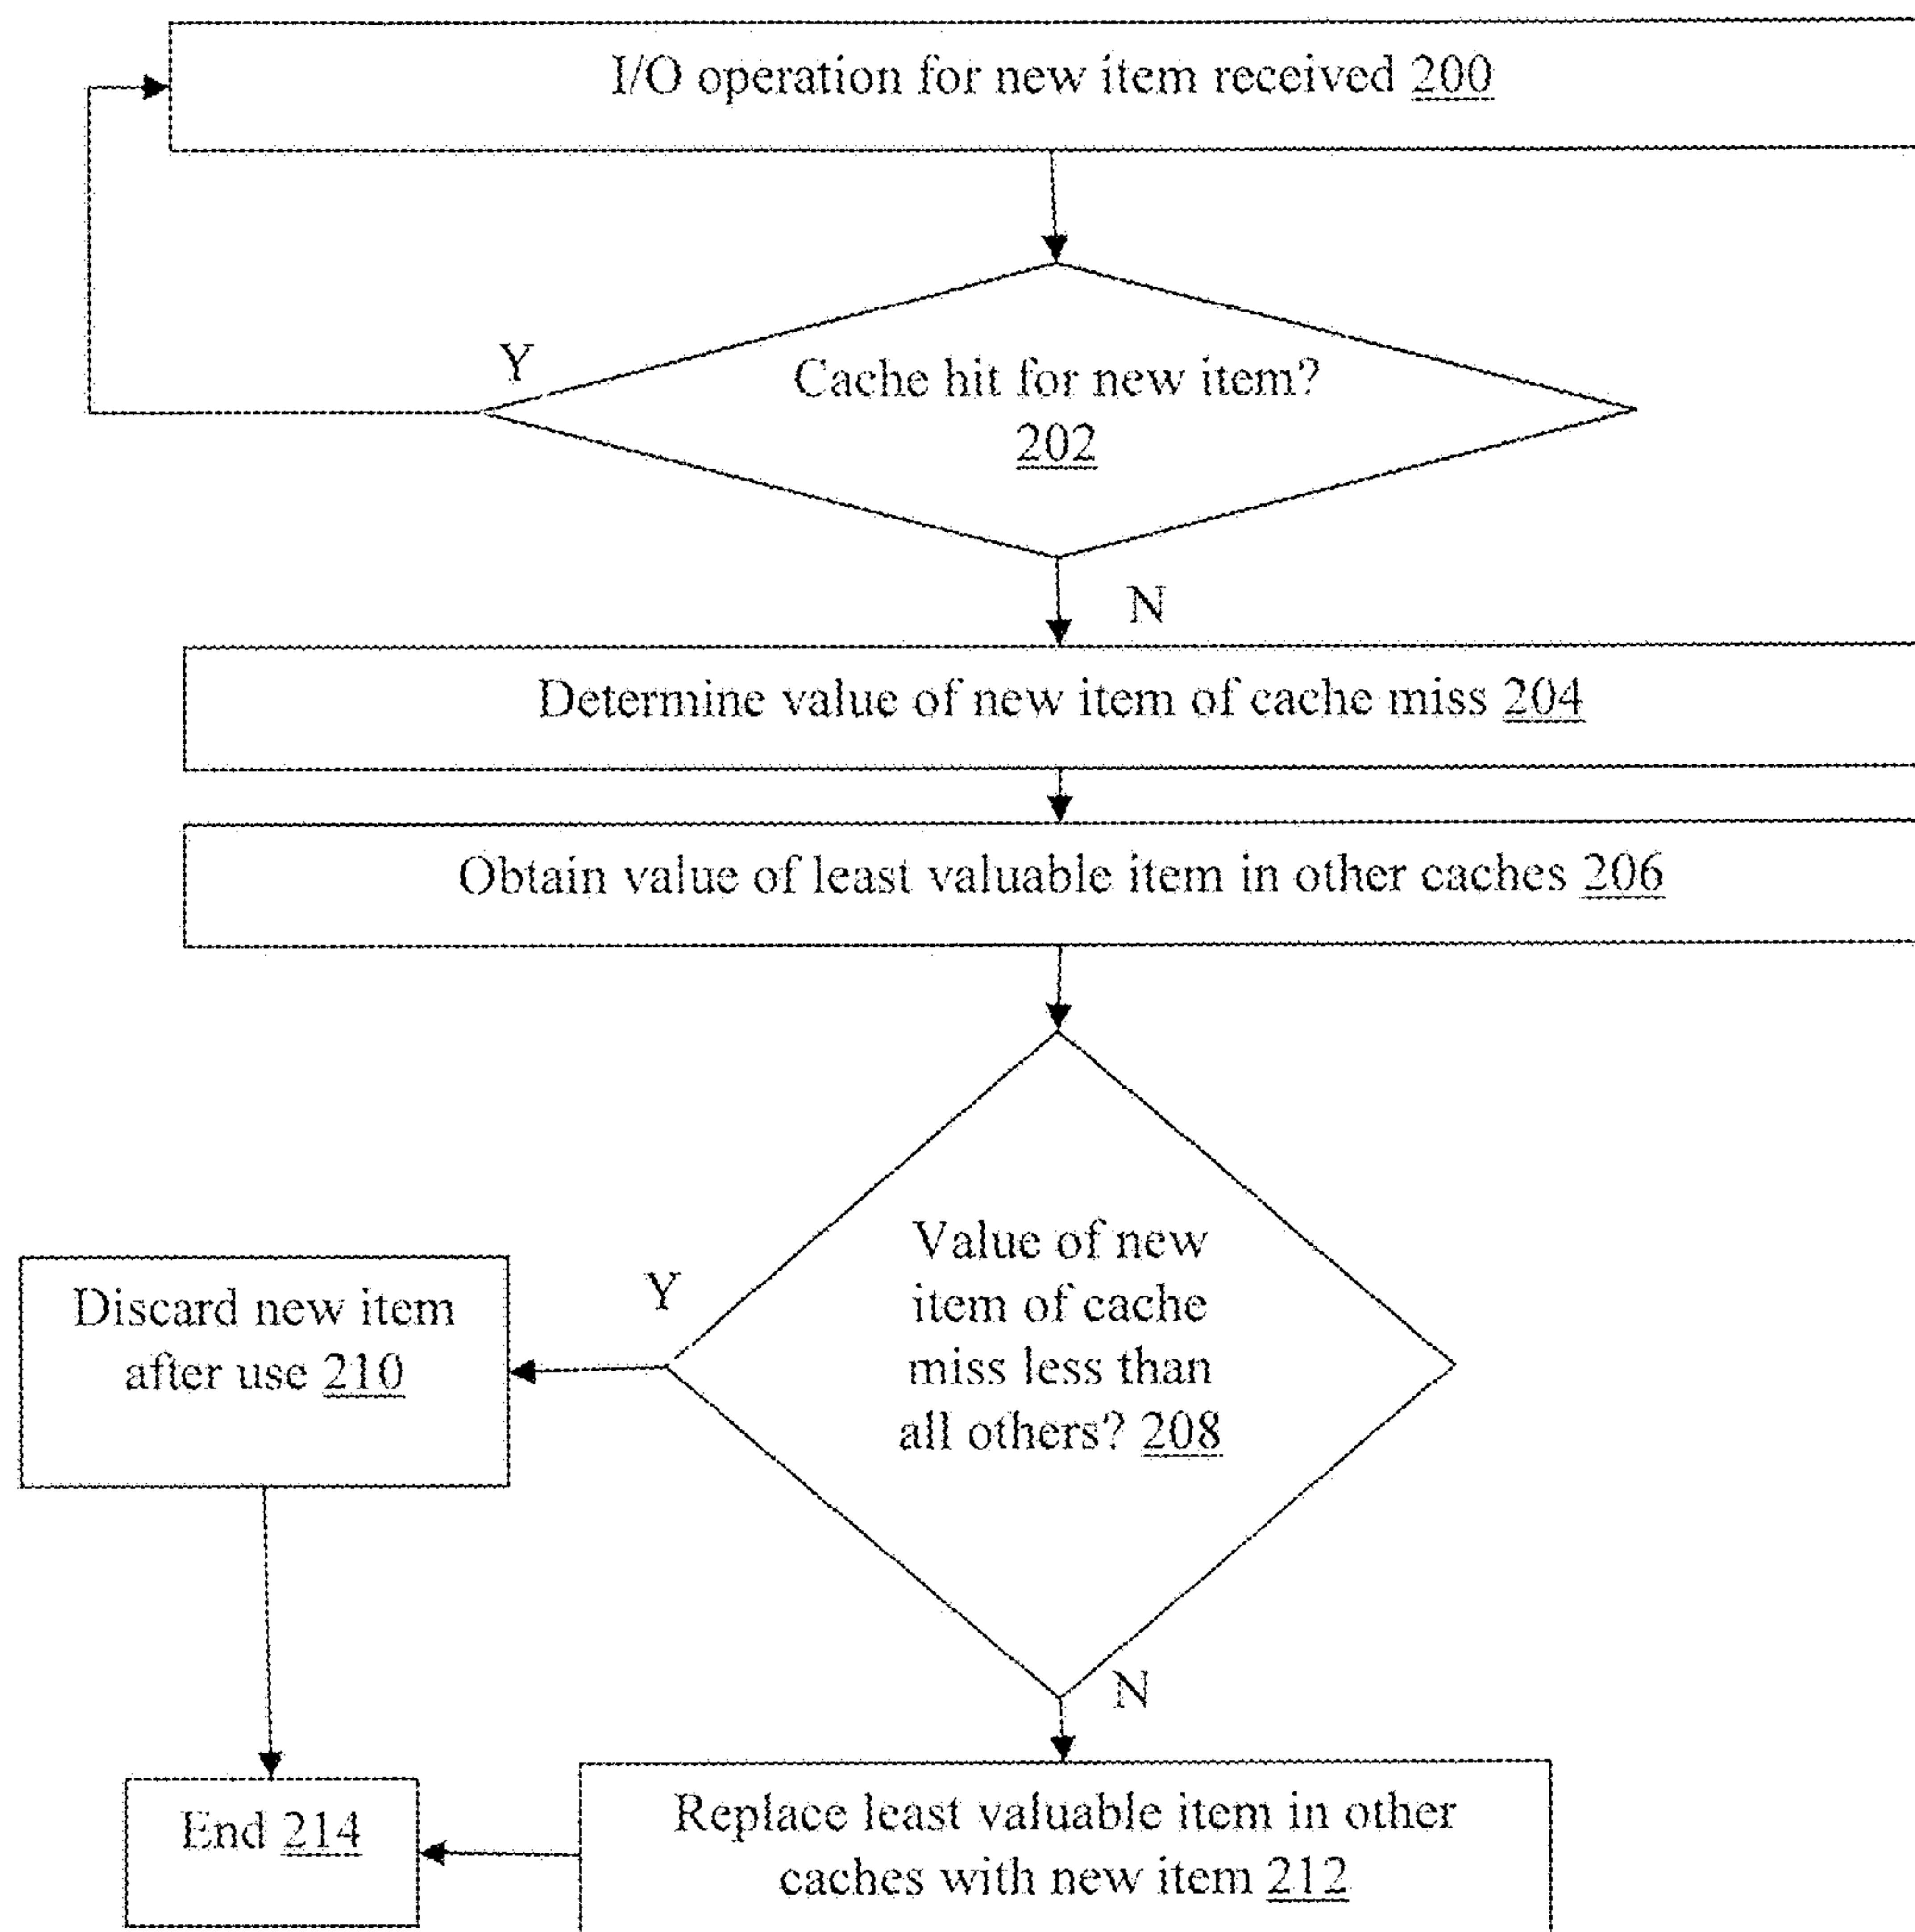 I/O operation for new item received 200
Y
Cache hit for new item?
202
N
Determine value of new item of cache miss 204
Obtain value of least valuable item in other caches 206
Value of new
item of cache
miss less than
all others? 208
Y
Discard new item
after use 210
N
End 214
Replace least valuable item in other
caches with new item 212